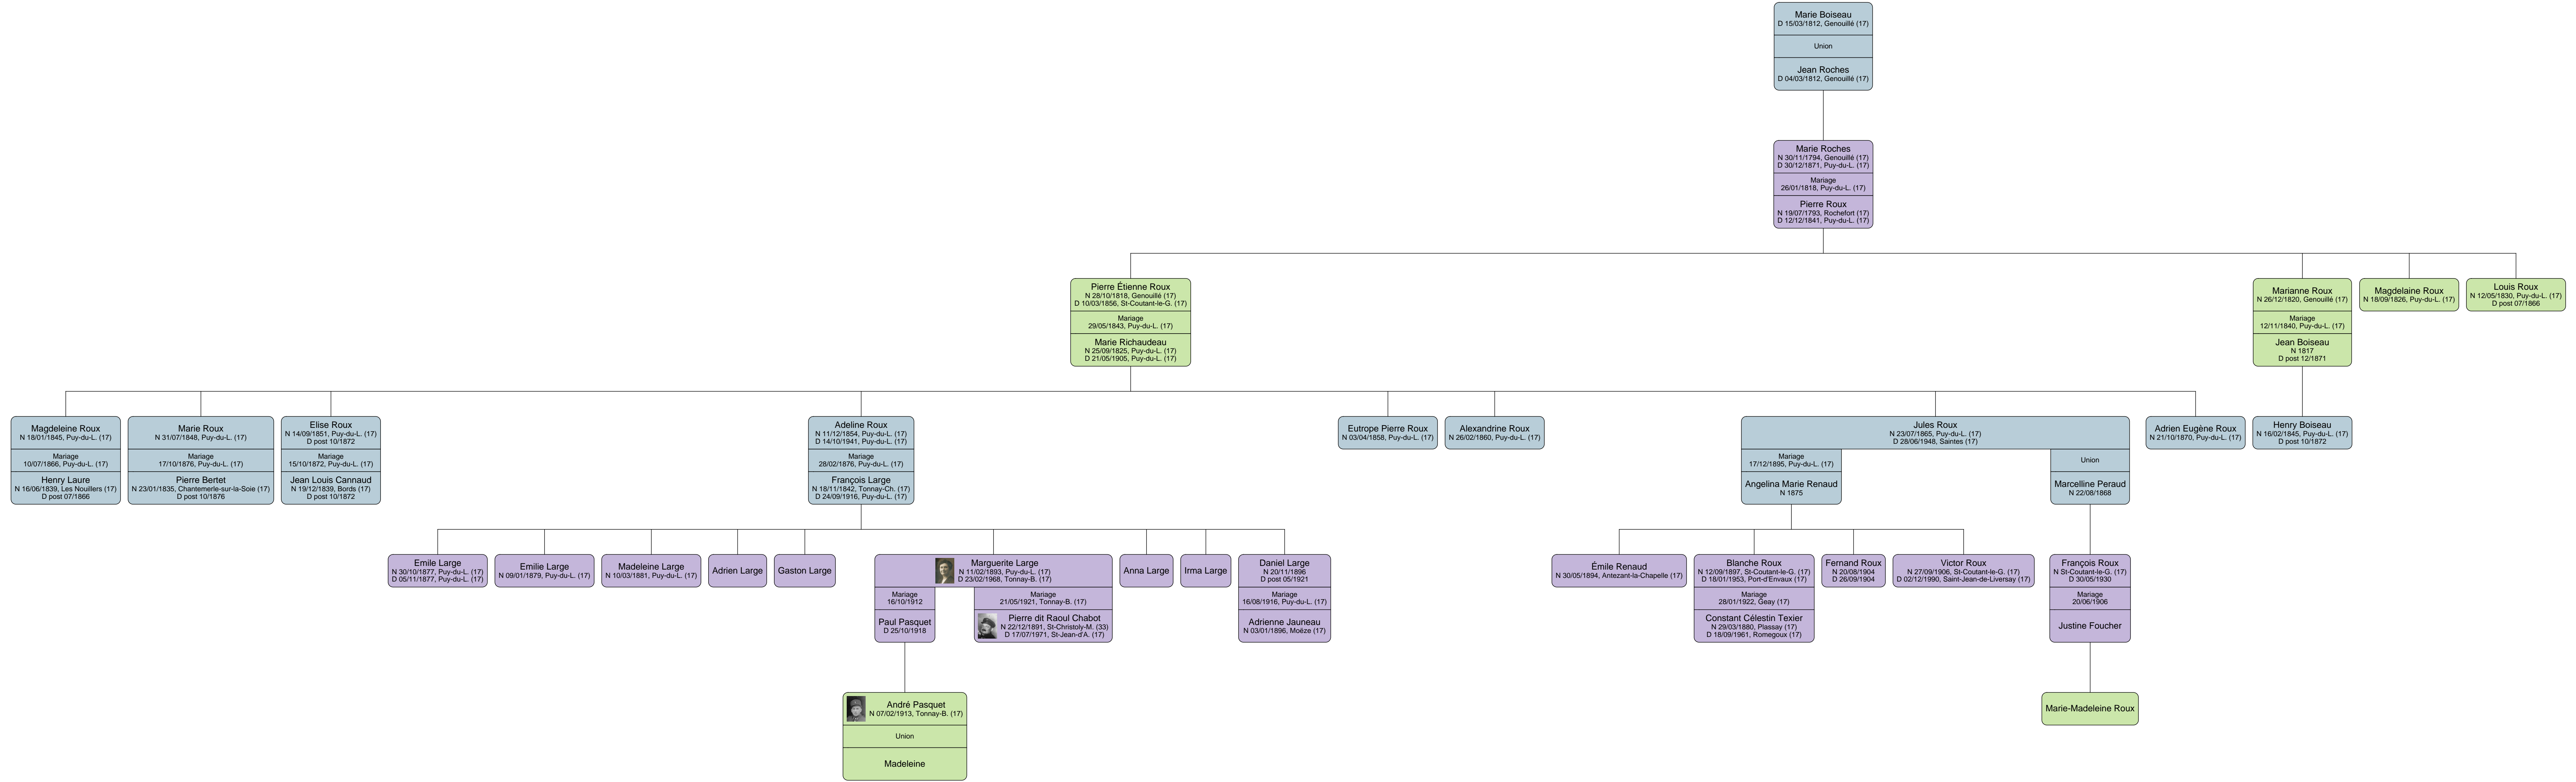 Marie Boiseau
D 15/03/1812, Genouillé (17)
Union
Jean Roches
D 04/03/1812, Genouillé (17)
Marie Roches
N 30/11/1794, Genouillé (17)
D 30/12/1871, Puy-du-L. (17)
Mariage
26/01/1818, Puy-du-L. (17)
Pierre Roux
N 19/07/1793, Rochefort (17)
D 12/12/1841, Puy-du-L. (17)
Pierre Étienne Roux
N 28/10/1818, Genouillé (17)
D 10/03/1856, St-Coutant-le-G. (17)
Mariage
29/05/1843, Puy-du-L. (17)
Marie Richaudeau
N 25/09/1825, Puy-du-L. (17)
D 21/05/1905, Puy-du-L. (17)
Marianne Roux
N 26/12/1820, Genouillé (17)
Mariage
12/11/1840, Puy-du-L. (17)
Jean Boiseau
N 1817
D post 12/1871
Magdelaine Roux
N 18/09/1826, Puy-du-L. (17)
Louis Roux
N 12/05/1830, Puy-du-L. (17)
D post 07/1866
Magdeleine Roux
N 18/01/1845, Puy-du-L. (17)
Mariage
10/07/1866, Puy-du-L. (17)
Henry Laure
N 16/06/1839, Les Nouillers (17)
D post 07/1866
Marie Roux
N 31/07/1848, Puy-du-L. (17)
Mariage
17/10/1876, Puy-du-L. (17)
Pierre Bertet
N 23/01/1835, Chantemerle-sur-la-Soie (17)
D post 10/1876
Elise Roux
N 14/09/1851, Puy-du-L. (17)
D post 10/1872
Mariage
15/10/1872, Puy-du-L. (17)
Jean Louis Cannaud
N 19/12/1839, Bords (17)
D post 10/1872
Adeline Roux
N 11/12/1854, Puy-du-L. (17)
D 14/10/1941, Puy-du-L. (17)
Mariage
28/02/1876, Puy-du-L. (17)
François Large
N 18/11/1842, Tonnay-Ch. (17)
D 24/09/1916, Puy-du-L. (17)
Eutrope Pierre Roux
N 03/04/1858, Puy-du-L. (17)
Alexandrine Roux
N 26/02/1860, Puy-du-L. (17)
Jules Roux
N 23/07/1865, Puy-du-L. (17)
D 28/06/1948, Saintes (17)
Mariage
17/12/1895, Puy-du-L. (17)
Angelina Marie Renaud
N 1875
Union
Marcelline Peraud
N 22/08/1868
Adrien Eugène Roux
N 21/10/1870, Puy-du-L. (17)
Henry Boiseau
N 16/02/1845, Puy-du-L. (17)
D post 10/1872
Emile Large
N 30/10/1877, Puy-du-L. (17)
D 05/11/1877, Puy-du-L. (17)
Emilie Large
N 09/01/1879, Puy-du-L. (17)
Madeleine Large
N 10/03/1881, Puy-du-L. (17)
Adrien Large
Gaston Large
Marguerite Large
N 11/02/1893, Puy-du-L. (17)
D 23/02/1968, Tonnay-B. (17)
Mariage
16/10/1912
Paul Pasquet
D 25/10/1918
Mariage
21/05/1921, Tonnay-B. (17)
Pierre dit Raoul Chabot
N 22/12/1891, St-Christoly-M. (33)
D 17/07/1971, St-Jean-d'A. (17)
Anna Large
Irma Large
Daniel Large
N 20/11/1896
D post 05/1921
Mariage
16/08/1916, Puy-du-L. (17)
Adrienne Jauneau
N 03/01/1896, Moëze (17)
Émile Renaud
N 30/05/1894, Antezant-la-Chapelle (17)
Blanche Roux
N 12/09/1897, St-Coutant-le-G. (17)
D 18/01/1953, Port-d'Envaux (17)
Mariage
28/01/1922, Geay (17)
Constant Célestin Texier
N 29/03/1880, Plassay (17)
D 18/09/1961, Romegoux (17)
Fernand Roux
N 20/08/1904
D 26/09/1904
Victor Roux
N 27/09/1906, St-Coutant-le-G. (17)
D 02/12/1990, Saint-Jean-de-Liversay (17)
François Roux
N St-Coutant-le-G. (17)
D 30/05/1930
Mariage
20/06/1906
Justine Foucher
André Pasquet
N 07/02/1913, Tonnay-B. (17)
Union
Madeleine
Marie-Madeleine Roux